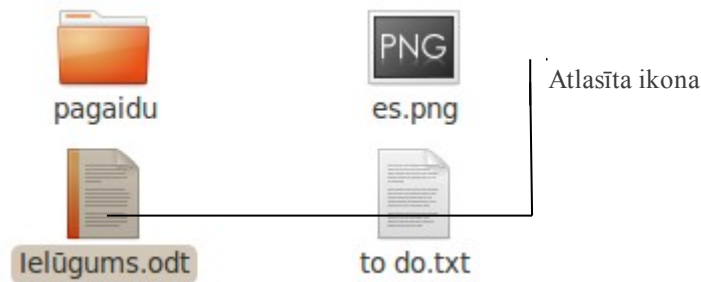 PNG
Atlasīta ikona
pagaidu
es.png
Ielūgums.odt
to do.txt